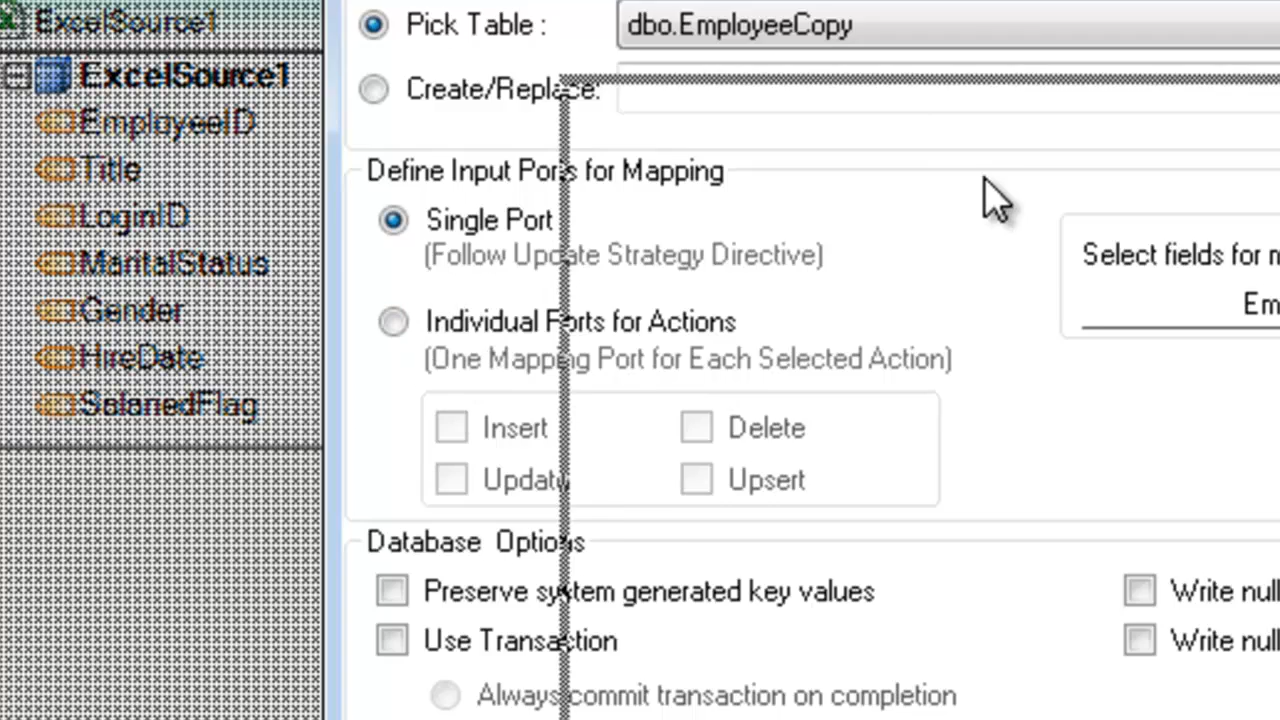 ExcelSource1
ExcelSource1
EmployeeID
Title
LoginID
MaritalStatus
Gender
HireDate
SalariedFlag
Pick Table :
dbo.EmployeeCopy
Create/Replace:
Define Input Ports for Mapping
Single Port
(Follow Update Strategy Directive)
Select fields for m
Em
Individual Ports for Actions
(One Mapping Port for Each Selected Action)
Insert
Delete
Update
Upsert
Database Options
Preserve system generated key values
Write null
Use Transaction
Write null
Always commit transaction on completion